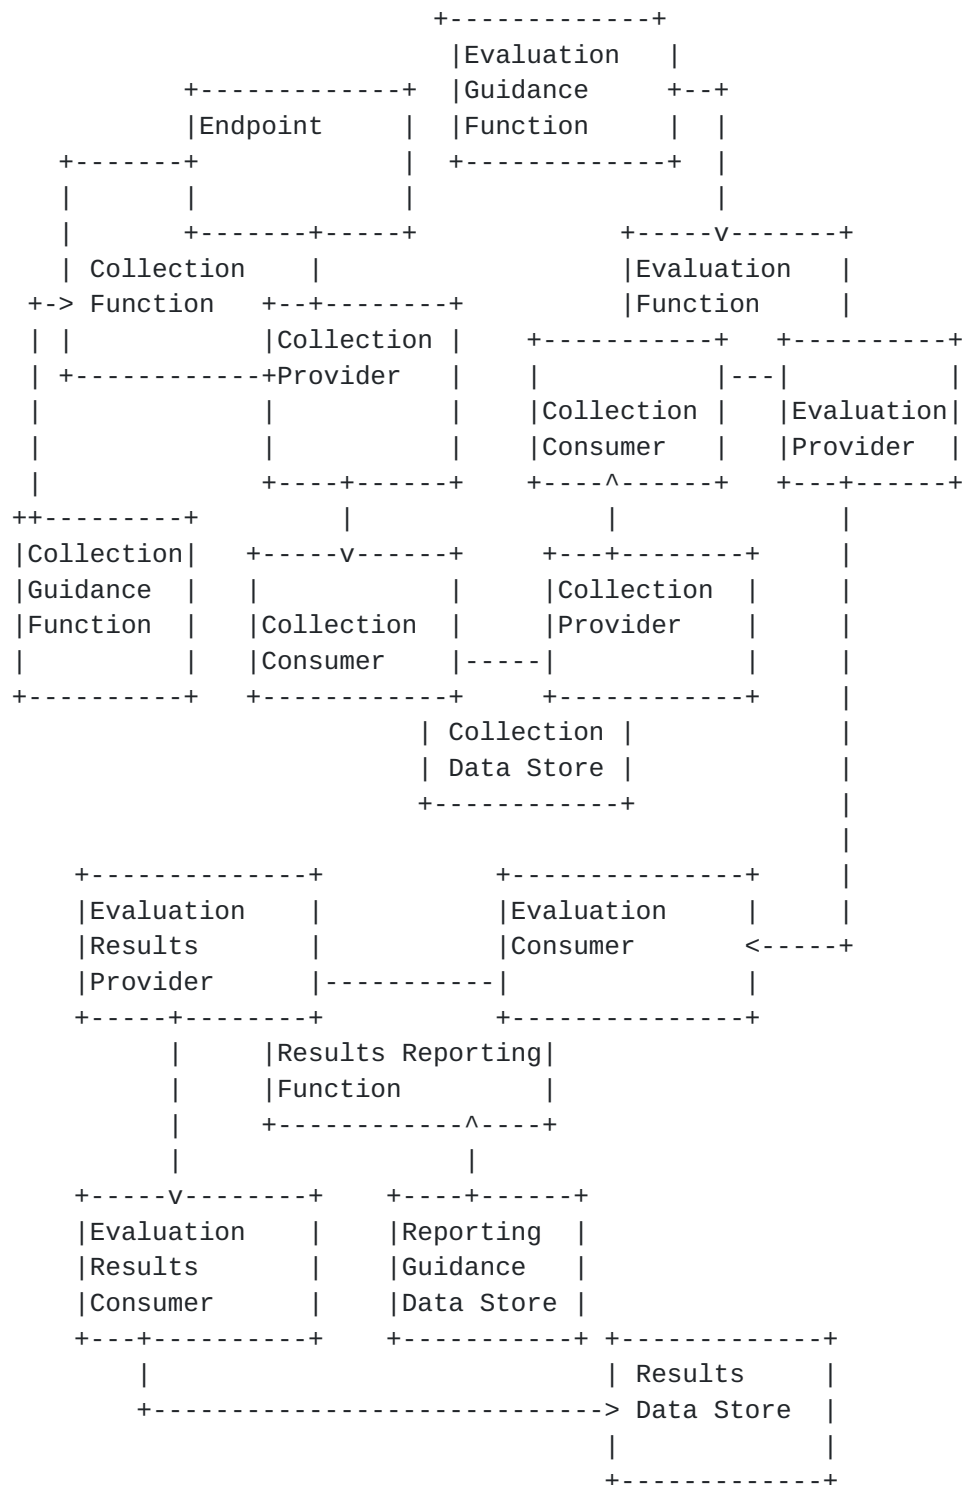 Evaluation
Guidance
Function
Endpoint
Evaluation
Function
Collection
Function
Collection
Provider
Collection
Consumer
Evaluation
Provider
Collection
Guidance
Function
Collection
Consumer
Collection
Provider
Collection
Data Store
Evaluation
Results
Provider
Evaluation
Consumer
Results Reporting
Function
Evaluation
Results
Consumer
Reporting
Guidance
Data Store
Results
Data Store